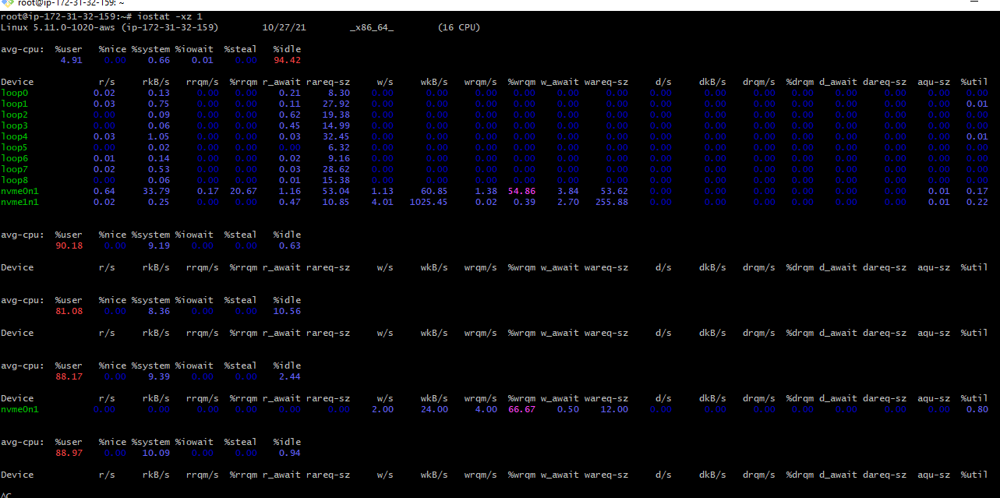 root@ip-172-31-32-159: ~
root@ip-172-31-32-159:~# iostat -xz 1
Linux 5.11.0-1020-aws (ip-172-31-32-159) 10/27/21 _x86_64_ (16 CPU)
avg-cpu: %user %nice %system %iowait %steal %idle
4.91 0.00 0.66 0.01 0.00 94.42
Device r/s rkB/s rrqm/s %rrqm r_await rareq-sz w/s wkB/s wrqm/s %wrqm w_await wareq-sz d/s dkB/s drqm/s %drqm d_await dareq-sz aqu-sz %util
loop0 0.02 0.13 0.00 0.00 0.21 8.30 0.00 0.00 0.00 0.00 0.00 0.00 0.00 0.00 0.00 0.00 0.00 0.00 0.00 0.00
loop1 0.03 0.75 0.00 0.00 0.11 27.92 0.00 0.00 0.00 0.00 0.00 0.00 0.00 0.00 0.00 0.00 0.00 0.00 0.00 0.01
loop2 0.00 0.09 0.00 0.00 0.62 19.38 0.00 0.00 0.00 0.00 0.00 0.00 0.00 0.00 0.00 0.00 0.00 0.00 0.00 0.00
loop3 0.00 0.06 0.00 0.00 0.45 14.99 0.00 0.00 0.00 0.00 0.00 0.00 0.00 0.00 0.00 0.00 0.00 0.00 0.00 0.00
loop4 0.03 1.05 0.00 0.00 0.03 32.45 0.00 0.00 0.00 0.00 0.00 0.00 0.00 0.00 0.00 0.00 0.00 0.00 0.00 0.01
loop5 0.00 0.02 0.00 0.00 0.00 6.32 0.00 0.00 0.00 0.00 0.00 0.00 0.00 0.00 0.00 0.00 0.00 0.00 0.00 0.00
loop6 0.01 0.14 0.00 0.00 0.02 9.16 0.00 0.00 0.00 0.00 0.00 0.00 0.00 0.00 0.00 0.00 0.00 0.00 0.00 0.00
loop7 0.02 0.53 0.00 0.00 0.03 28.62 0.00 0.00 0.00 0.00 0.00 0.00 0.00 0.00 0.00 0.00 0.00 0.00 0.00 0.00
loop8 0.00 0.06 0.00 0.00 0.01 15.38 0.00 0.00 0.00 0.00 0.00 0.00 0.00 0.00 0.00 0.00 0.00 0.00 0.00 0.00
nvme0n1 0.64 33.79 0.17 20.67 1.16 53.04 1.13 60.85 1.38 54.86 3.84 53.62 0.00 0.00 0.00 0.00 0.00 0.00 0.01 0.17
nvme1n1 0.02 0.25 0.00 0.00 0.47 10.85 4.01 1025.45 0.02 0.39 2.70 255.88 0.00 0.00 0.00 0.00 0.00 0.00 0.01 0.22
avg-cpu: %user %nice %system %iowait %steal %idle
90.18 0.00 9.19 0.00 0.00 0.63
Device r/s rkB/s rrqm/s %rrqm r_await rareq-sz w/s wkB/s wrqm/s %wrqm w_await wareq-sz d/s dkB/s drqm/s %drqm d_await dareq-sz aqu-sz %util
avg-cpu: %user %nice %system %iowait %steal %idle
81.08 0.00 8.36 0.00 0.00 10.56
Device r/s rkB/s rrqm/s %rrqm r_await rareq-sz w/s wkB/s wrqm/s %wrqm w_await wareq-sz d/s dkB/s drqm/s %drqm d_await dareq-sz aqu-sz %util
avg-cpu: %user %nice %system %iowait %steal %idle
88.17 0.00 9.39 0.00 0.00 2.44
Device r/s rkB/s rrqm/s %rrqm r_await rareq-sz w/s wkB/s wrqm/s %wrqm w_await wareq-sz d/s dkB/s drqm/s %drqm d_await dareq-sz aqu-sz %util
nvme0n1 0.00 0.00 0.00 0.00 0.00 0.00 2.00 24.00 4.00 66.67 0.50 12.00 0.00 0.00 0.00 0.00 0.00 0.00 0.00 0.80
avg-cpu: %user %nice %system %iowait %steal %idle
88.97 0.00 10.09 0.00 0.00 0.94
Device r/s rkB/s rrqm/s %rrqm r_await rareq-sz w/s wkB/s wrqm/s %wrqm w_await wareq-sz d/s dkB/s drqm/s %drqm d_await dareq-sz aqu-sz %util
^C